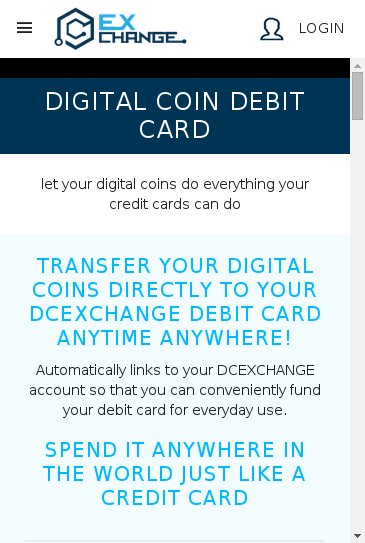 EX
CHANGE
LOGIN
DIGITAL COIN DEBIT
CARD
let your digital coins do everything your
credit cards can do
TRANSFER YOUR DIGITAL
COINS DIRECTLY TO YOUR
DCEXCHANGE DEBIT CARD
ANYTIME ANYWHERE!
Automatically links to your DCEXCHANGE
account so that you can conveniently fund
your debit card for everyday use.
SPEND IT ANYWHERE IN
THE WORLD JUST LIKE A
CREDIT CARD